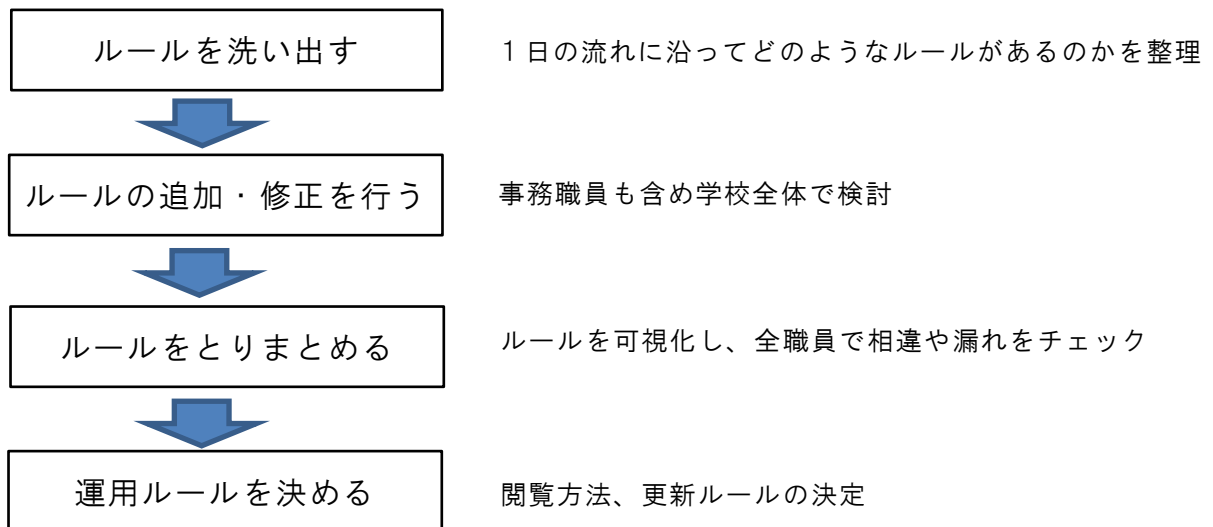 ルールを洗い出す
１日の流れに沿ってどのようなルールがあるのかを整理
ルールの追加・修正を行う
事務職員も含め学校全体で検討
ルールをとりまとめる
ルールを可視化し、全職員で相違や漏れをチェック
運用ルールを決める
閲覧方法、更新ルールの決定